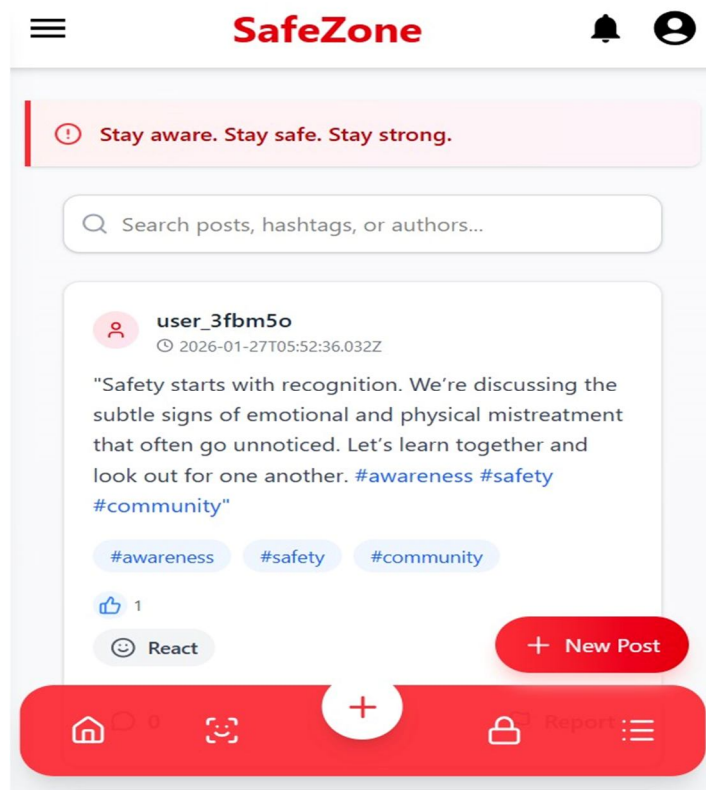 SafeZone
Stay aware. Stay safe. Stay strong.
Search posts, hashtags, or authors...
user_3fbm5o
2026-01-27T05:52:36.032Z
"Safety starts with recognition. We’re discussing the
subtle signs of emotional and physical mistreatment
that often go unnoticed. Let’s learn together and
look out for one another. #awareness #safety
#community"
#awareness #safety #community
1
React
New Post
0 Report